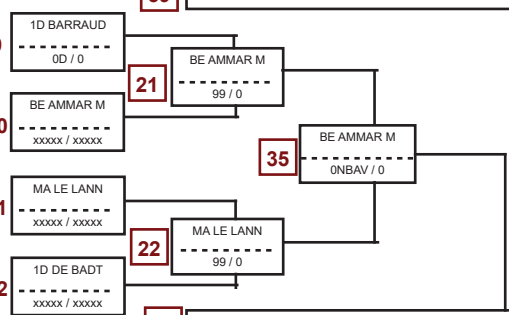 1D BARRAUD
0D / 0
BE AMMAR M
xxxxx / xxxxx
21
BE AMMAR M
99 / 0
MA LE LANN
xxxxx / xxxxx
1D DE BADT
xxxxx / xxxxx
22
MA LE LANN
99 / 0
35
BE AMMAR M
0NBAV / 0